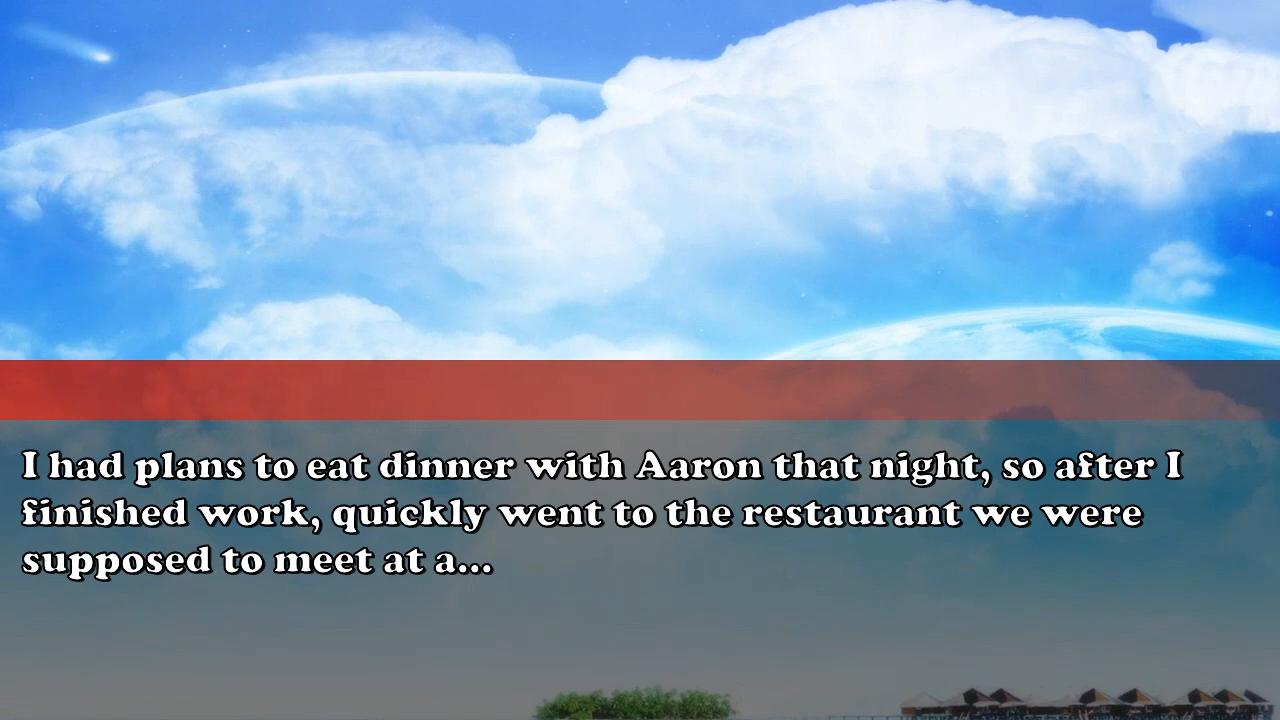 I had plans to eat dinner with Aaron that night, so after I
finished work, quickly went to the restaurant we were
supposed to meet at a...